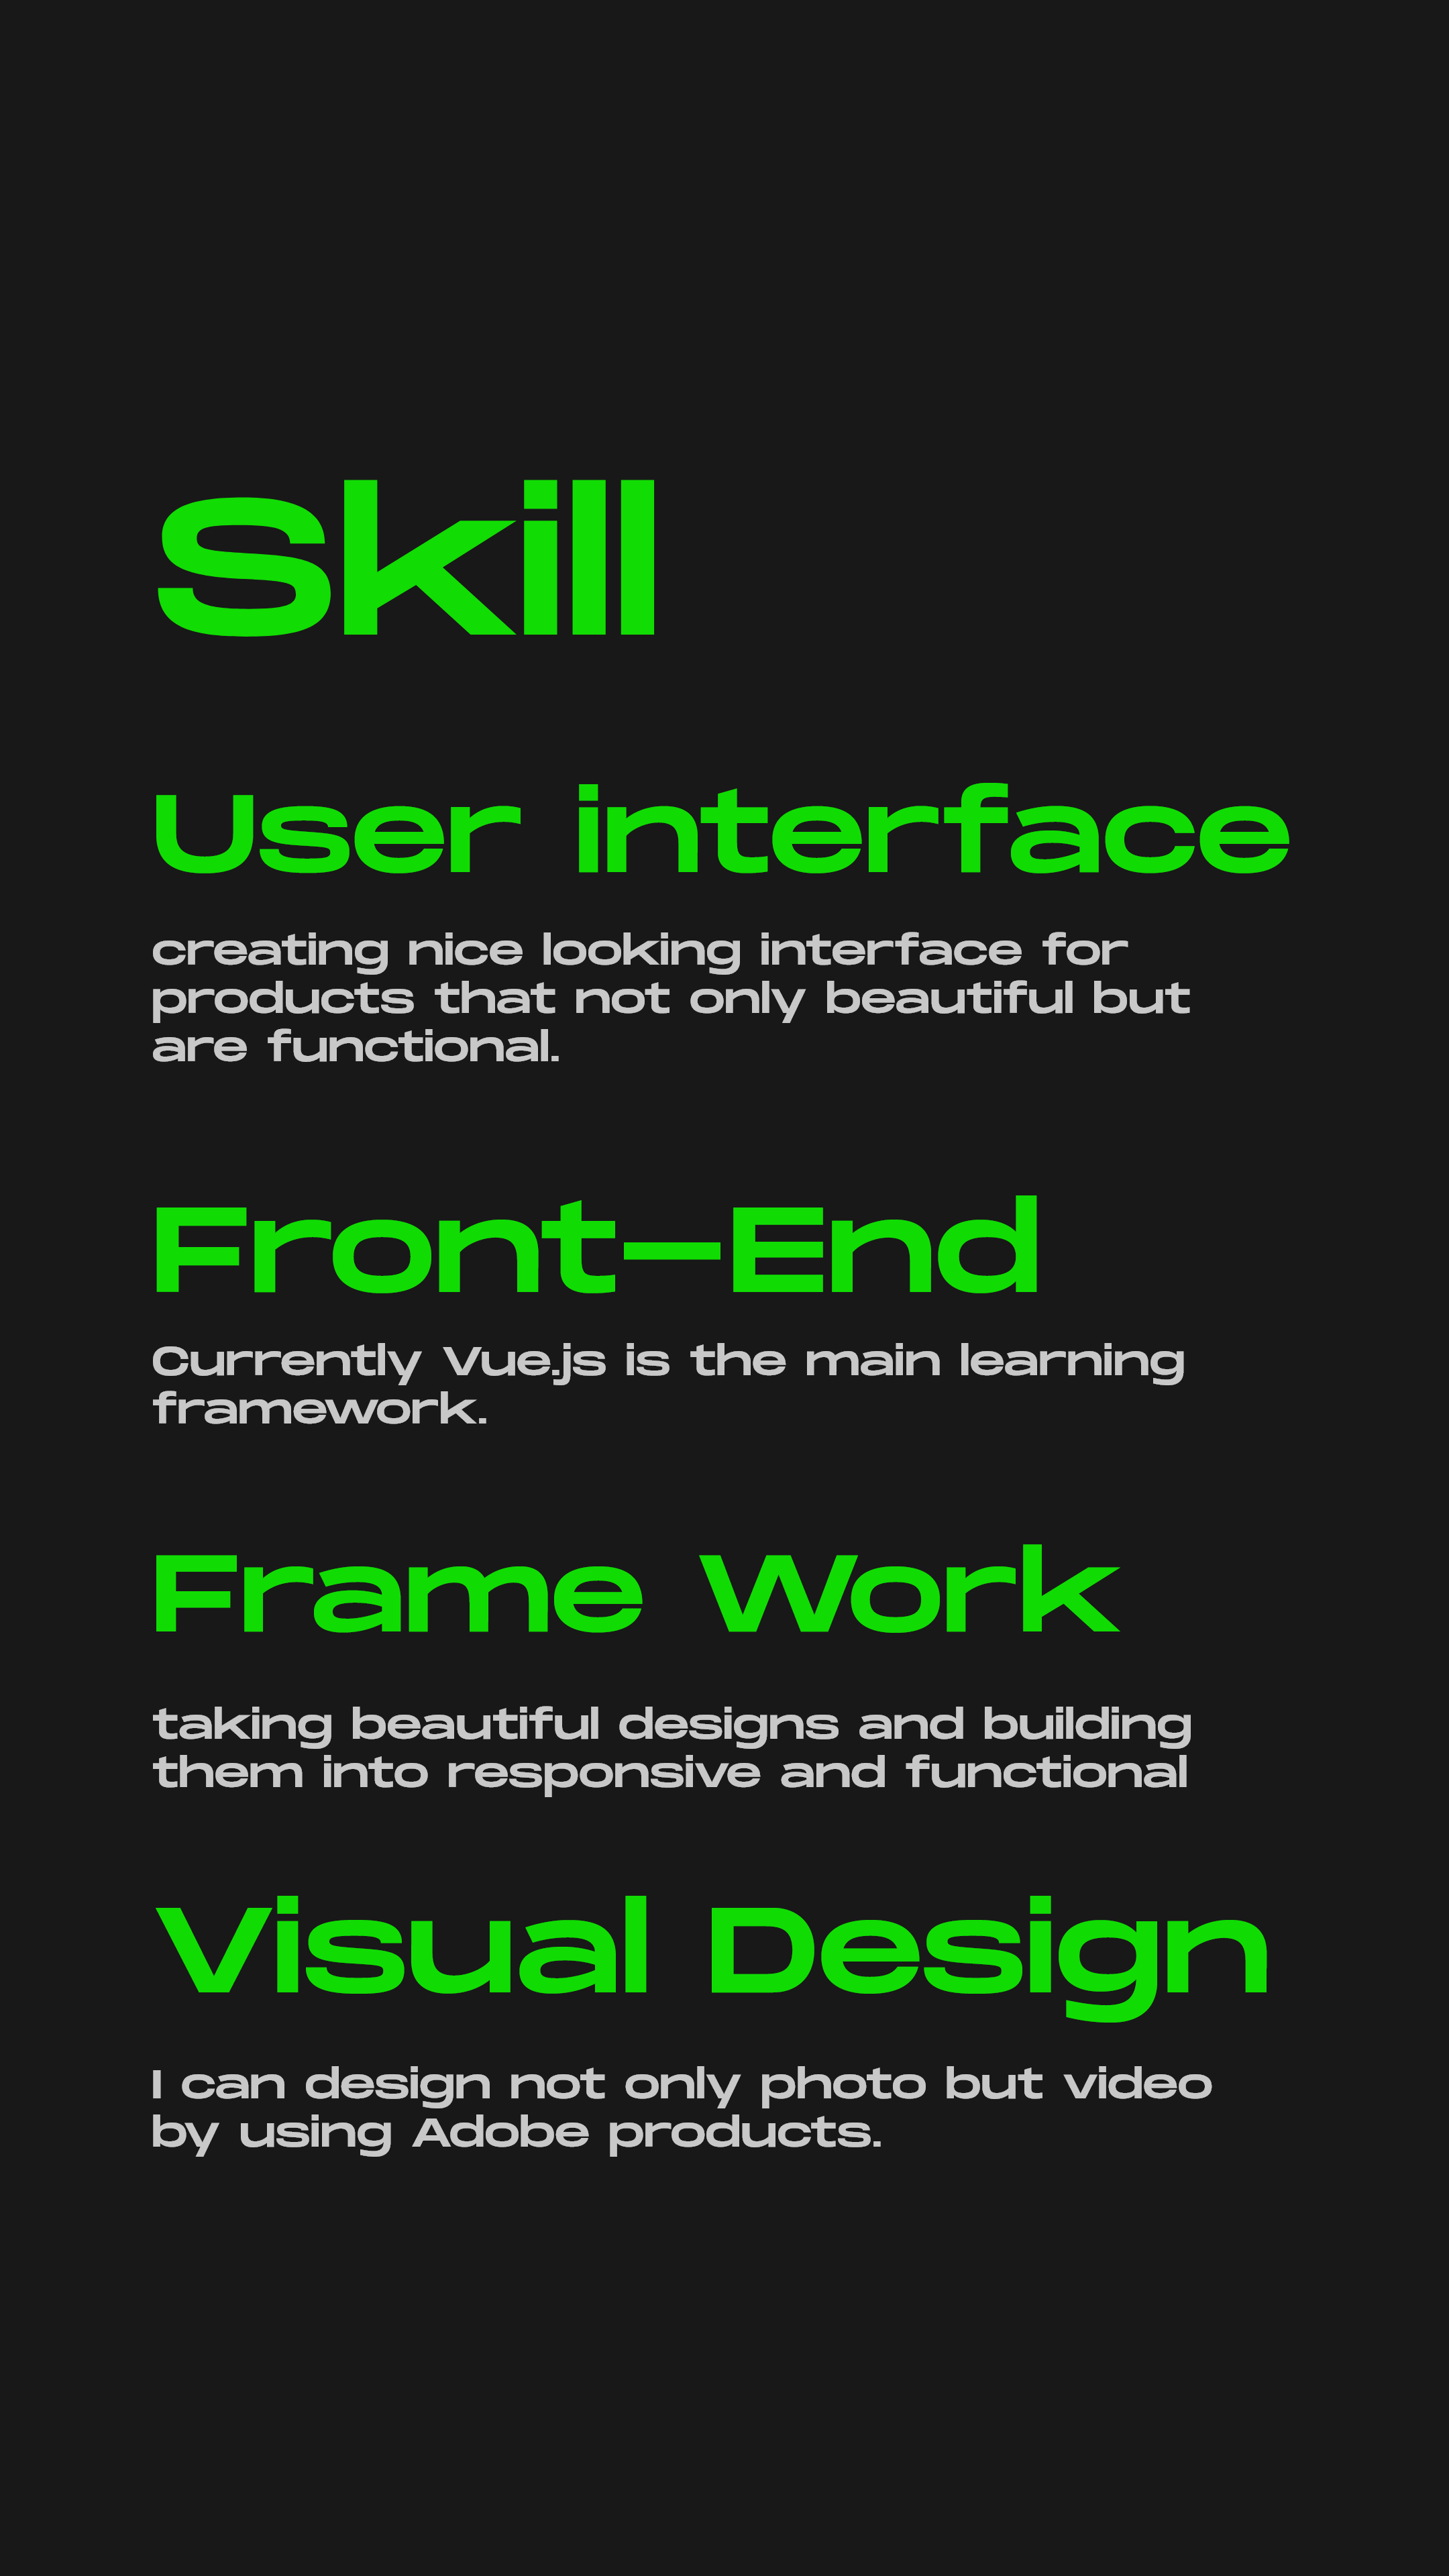 Skill
User interface
creating nice looking interface for
products that not only beautiful but
are functional.
Front-End
Currently Vue.js is the main learning
framework.
Frame Work
taking beautiful designs and building
them into responsive and functional
Visual Design
I can design not only photo but video
by using Adobe products.